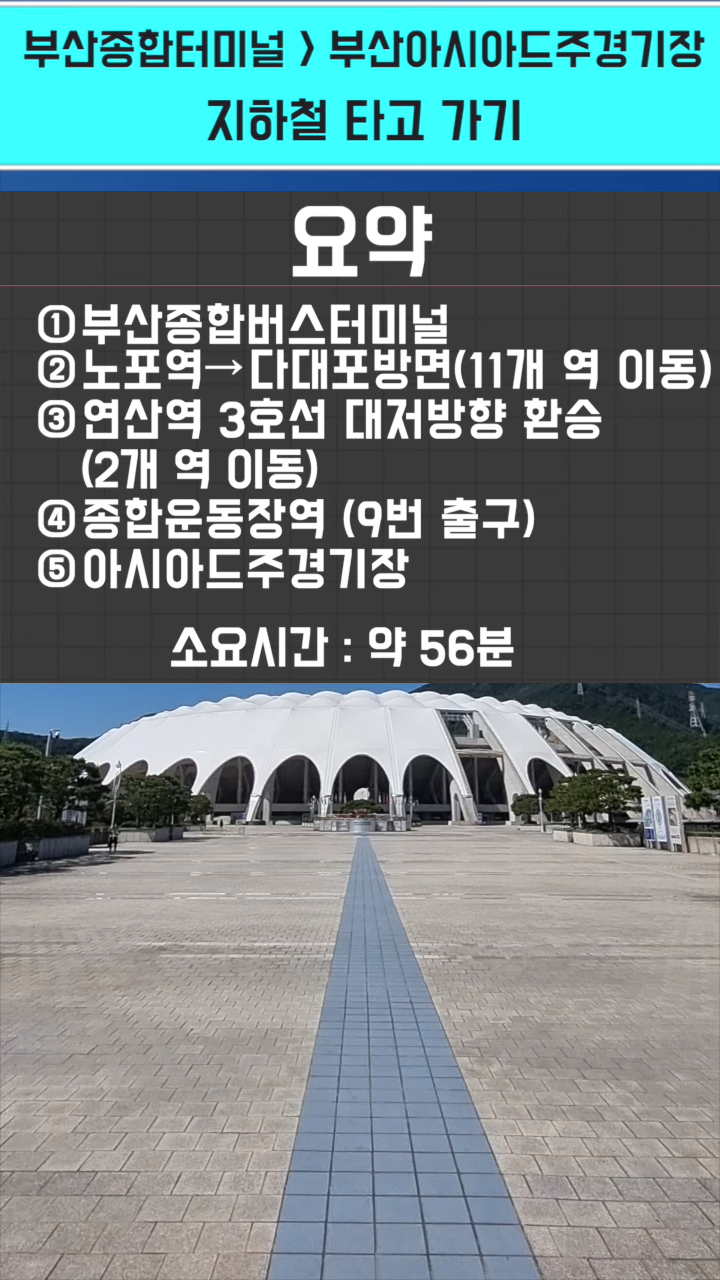 부산종합터미널 > 부산아시아드주경기장
지하철 타고 가기
요약
①부산종합버스터미널
②노포역→다대포방면(11개 역 이동)
③연산역 3호선 대저방향 환승
(2개 역 이동)
④종합운동장역 (9번 출구)
⑤아시아드주경기장
소요시간 : 약 56분